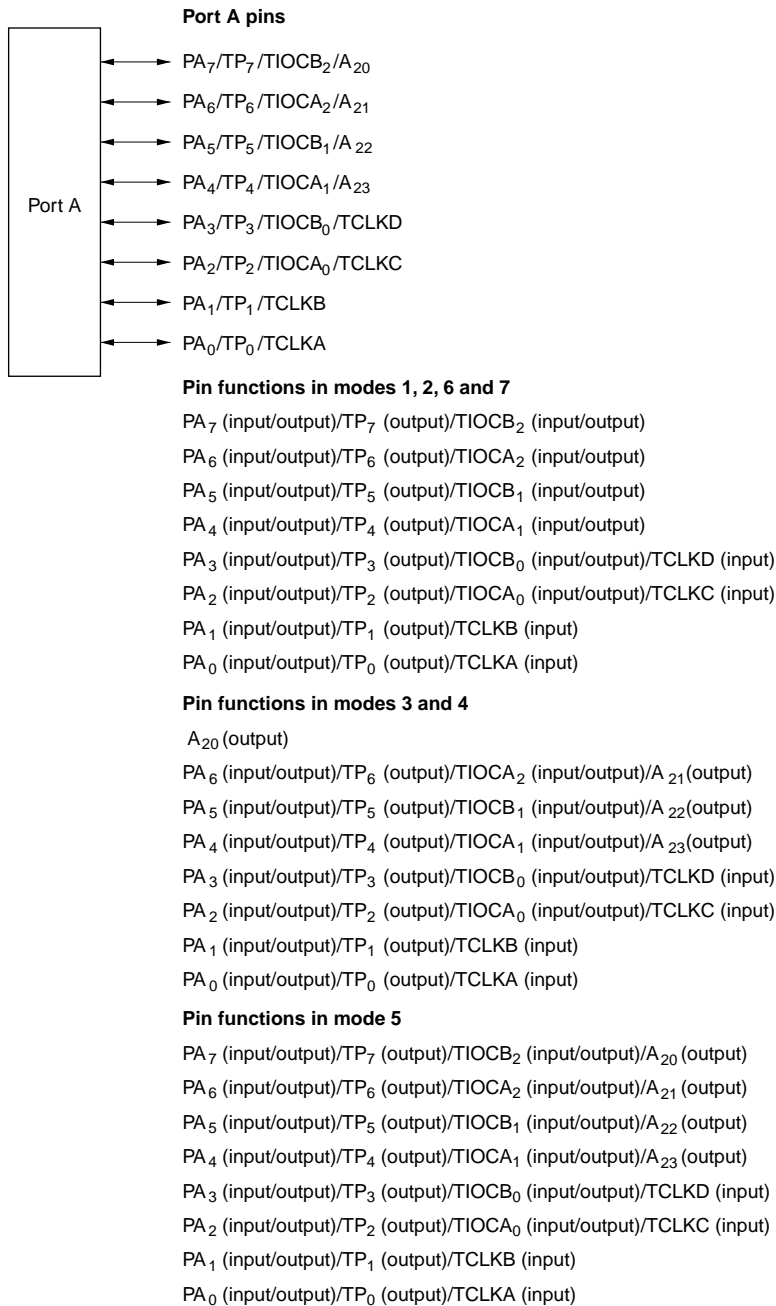 Port A pins
Port A
PA₇/TP₇/TIOCB₂/A₂₀
PA₆/TP₆/TIOCA₂/A₂₁
PA₅/TP₅/TIOCB₁/A₂₂
PA₄/TP₄/TIOCA₁/A₂₃
PA₃/TP₃/TIOCB₀/TCLKD
PA₂/TP₂/TIOCA₀/TCLKC
PA₁/TP₁/TCLKB
PA₀/TP₀/TCLKA
Pin functions in modes 1, 2, 6 and 7
PA₇ (input/output)/TP₇ (output)/TIOCB₂ (input/output)
PA₆ (input/output)/TP₆ (output)/TIOCA₂ (input/output)
PA₅ (input/output)/TP₅ (output)/TIOCB₁ (input/output)
PA₄ (input/output)/TP₄ (output)/TIOCA₁ (input/output)
PA₃ (input/output)/TP₃ (output)/TIOCB₀ (input/output)/TCLKD (input)
PA₂ (input/output)/TP₂ (output)/TIOCA₀ (input/output)/TCLKC (input)
PA₁ (input/output)/TP₁ (output)/TCLKB (input)
PA₀ (input/output)/TP₀ (output)/TCLKA (input)
Pin functions in modes 3 and 4
A₂₀ (output)
PA₆ (input/output)/TP₆ (output)/TIOCA₂ (input/output)/A₂₁(output)
PA₅ (input/output)/TP₅ (output)/TIOCB₁ (input/output)/A₂₂(output)
PA₄ (input/output)/TP₄ (output)/TIOCA₁ (input/output)/A₂₃(output)
PA₃ (input/output)/TP₃ (output)/TIOCB₀ (input/output)/TCLKD (input)
PA₂ (input/output)/TP₂ (output)/TIOCA₀ (input/output)/TCLKC (input)
PA₁ (input/output)/TP₁ (output)/TCLKB (input)
PA₀ (input/output)/TP₀ (output)/TCLKA (input)
Pin functions in mode 5
PA₇ (input/output)/TP₇ (output)/TIOCB₂ (input/output)/A₂₀ (output)
PA₆ (input/output)/TP₆ (output)/TIOCA₂ (input/output)/A₂₁ (output)
PA₅ (input/output)/TP₅ (output)/TIOCB₁ (input/output)/A₂₂ (output)
PA₄ (input/output)/TP₄ (output)/TIOCA₁ (input/output)/A₂₃ (output)
PA₃ (input/output)/TP₃ (output)/TIOCB₀ (input/output)/TCLKD (input)
PA₂ (input/output)/TP₂ (output)/TIOCA₀ (input/output)/TCLKC (input)
PA₁ (input/output)/TP₁ (output)/TCLKB (input)
PA₀ (input/output)/TP₀ (output)/TCLKA (input)